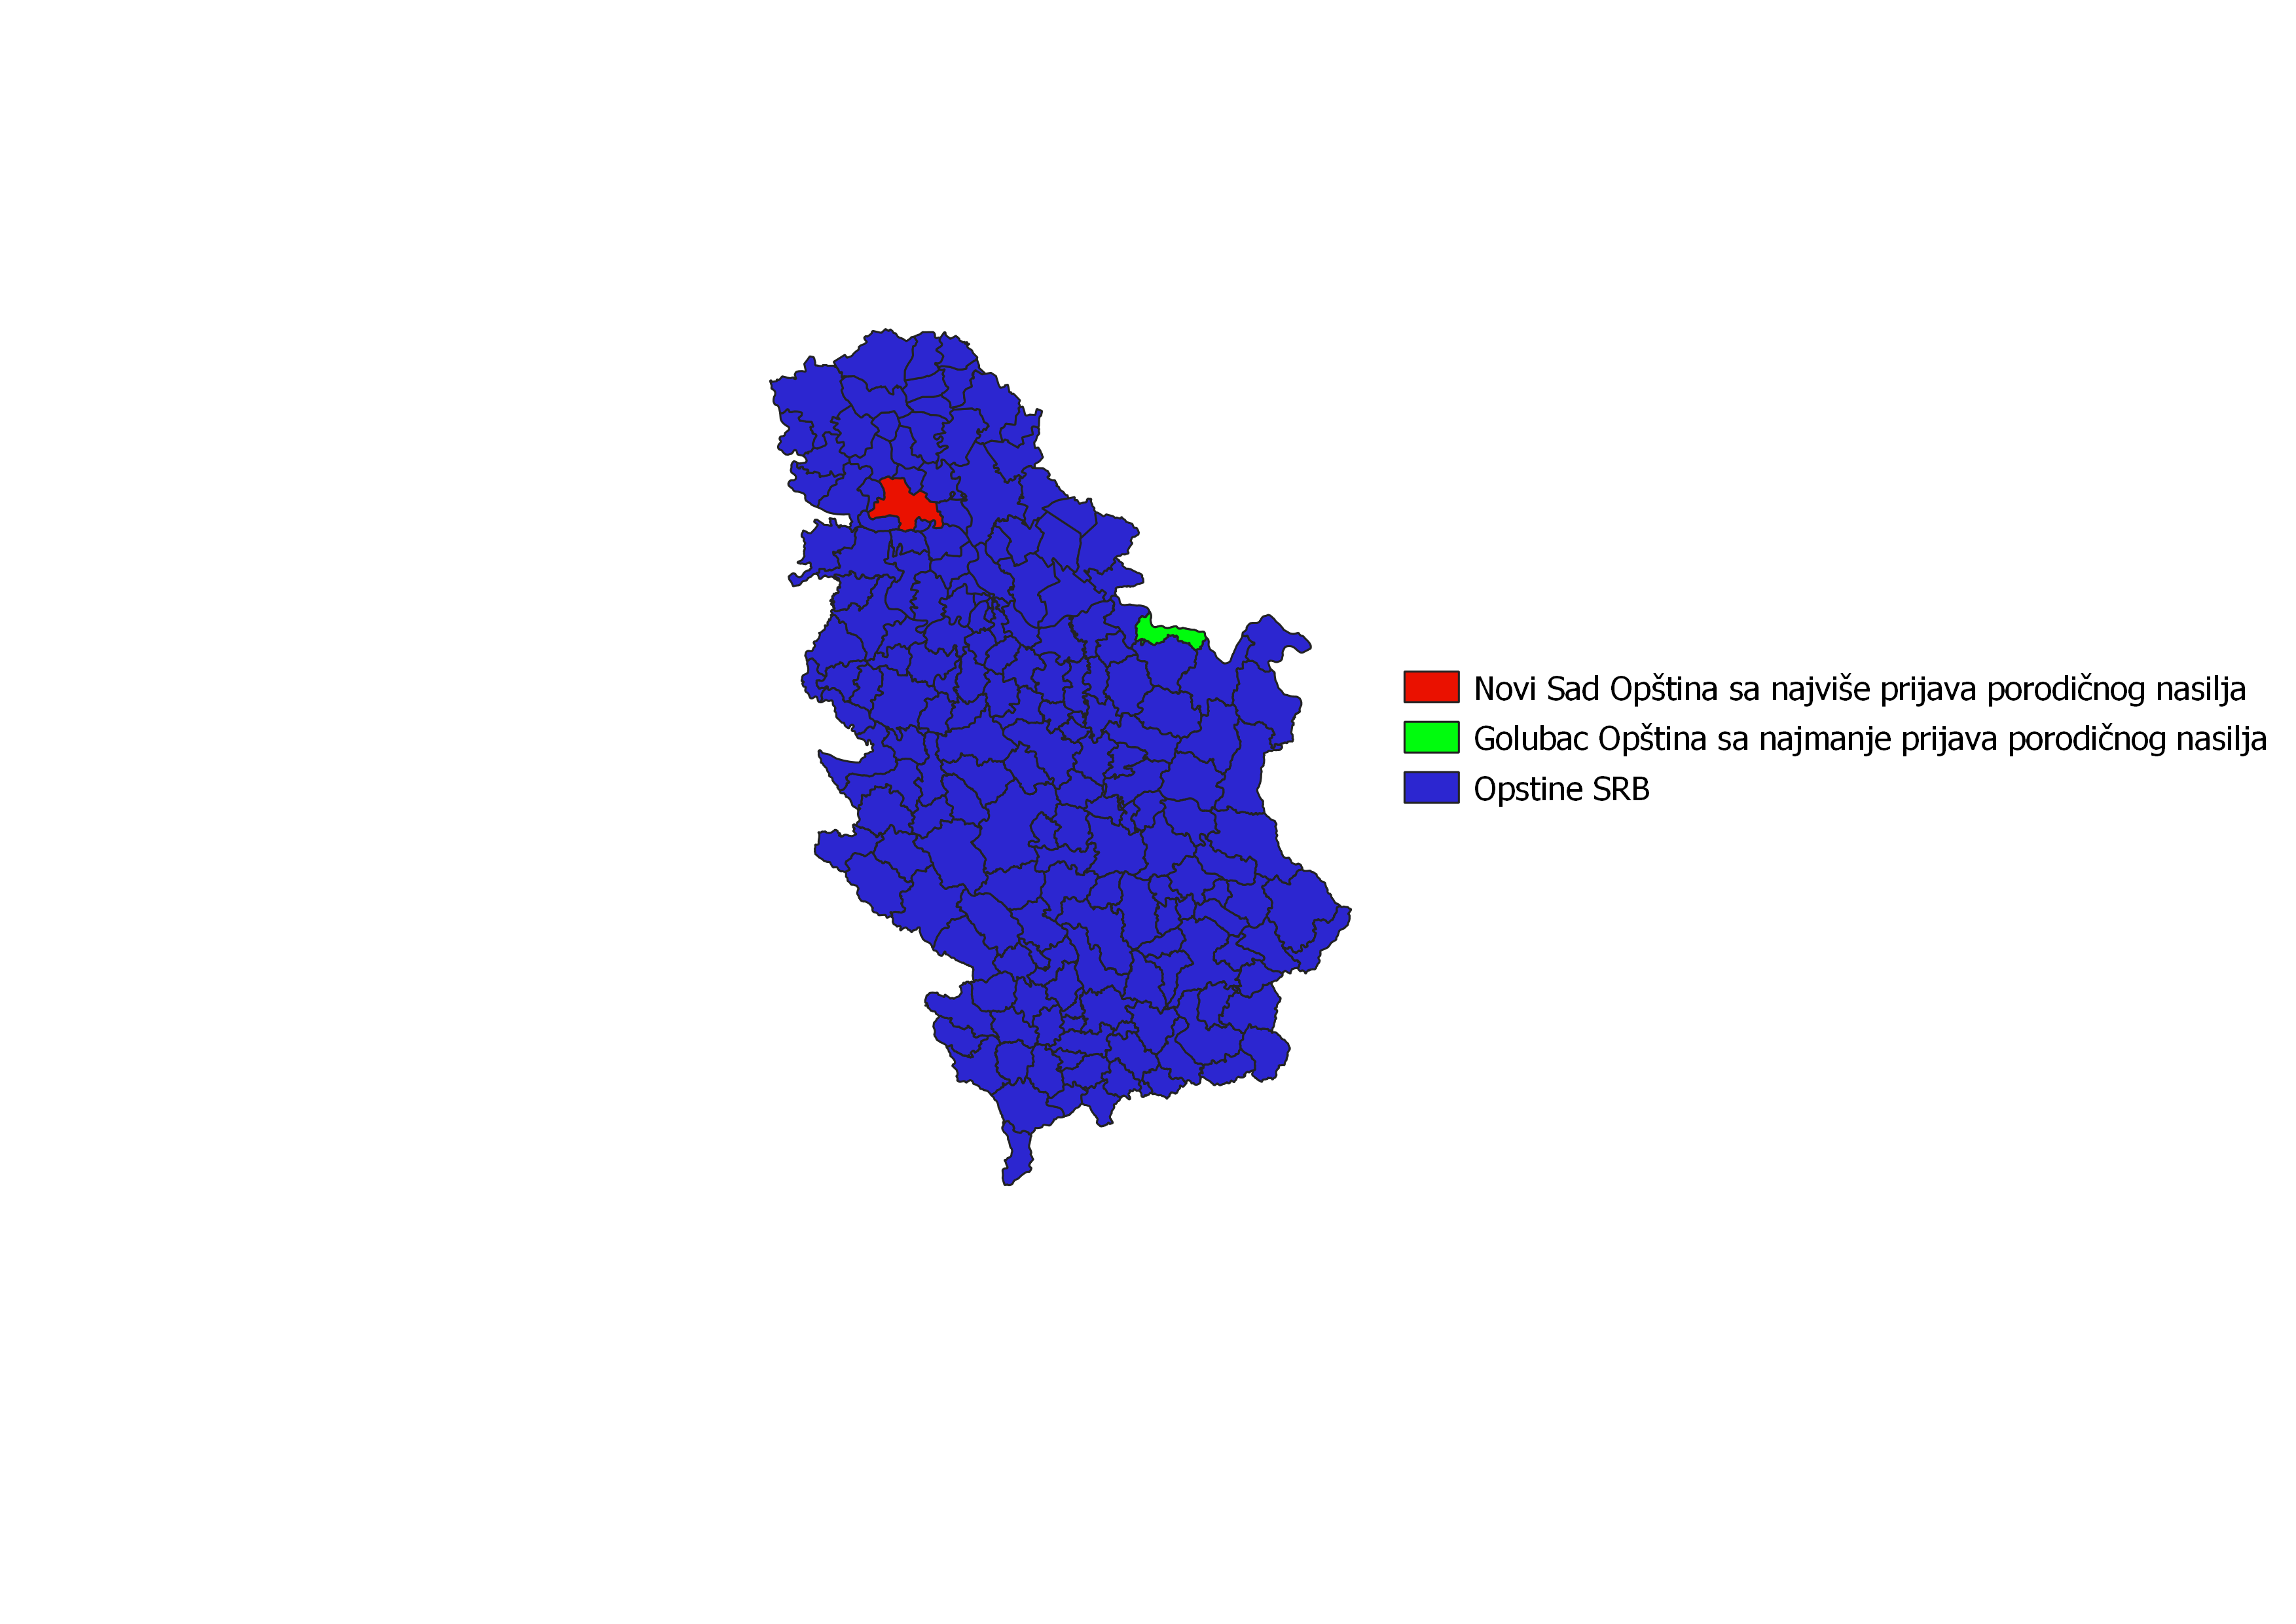 Novi Sad Opština sa najviše prijava porodičnog nasilja
Golubac Opština sa najmanje prijava porodičnog nasilja
Opstine SRB